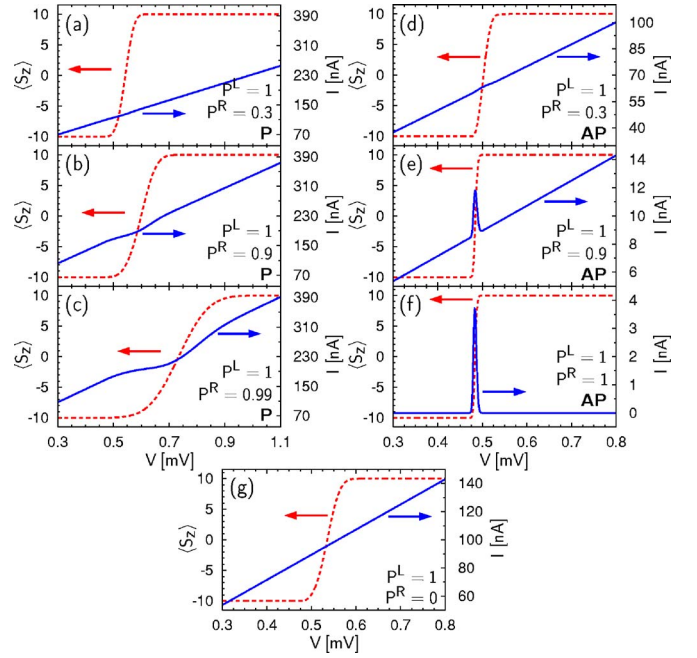 (a)
10
5
0
-5
-10
⟨Sz⟩
390
310
230
150
70
I [nA]
P^L = 1
P^R = 0.3
P
(d)
10
5
0
-5
-10
⟨Sz⟩
100
80
60
40
I [nA]
P^L = 1
P^R = 0.3
AP
(b)
10
5
0
-5
-10
⟨Sz⟩
390
310
230
150
70
I [nA]
P^L = 1
P^R = 0.9
P
(e)
10
5
0
-5
-10
⟨Sz⟩
14
12
10
8
6
I [nA]
P^L = 1
P^R = 0.9
AP
(c)
10
5
0
-5
-10
⟨Sz⟩
390
310
230
150
70
I [nA]
P^L = 1
P^R = 0.99
P
0.3 0.5 0.7 0.9 1.1
V [mV]
(f)
10
5
0
-5
-10
⟨Sz⟩
4
3
2
1
0
I [nA]
P^L = 1
P^R = 1
AP
0.3 0.4 0.5 0.6 0.7 0.8
V [mV]
(g)
10
5
0
-5
-10
⟨Sz⟩
140
120
100
80
60
I [nA]
P^L = 1
P^R = 0
0.3 0.4 0.5 0.6 0.7 0.8
V [mV]